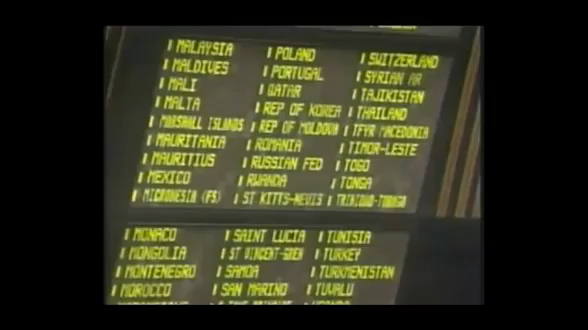 MALAYSIA
MALDIVES
MALI
MALTA
MARSHALL ISLANDS
MAURITANIA
MAURITIUS
MEXICO
MICRONESIA (FS)
MONACO
MONGOLIA
MONTENEGRO
MOROCCO
POLAND
PORTUGAL
QATAR
REP OF KOREA
REP OF MOLDOVA
ROMANIA
RUSSIAN FED
RWANDA
ST KITTS-NEVIS
SAINT LUCIA
ST VINCENT-GREN
SAMOA
SAN MARINO
SWITZERLAND
SYRIAN AR
TAJIKISTAN
THAILAND
TFYR MACEDONIA
TIMOR-LESTE
TOGO
TONGA
TRINIDAD-TOBAGO
TUNISIA
TURKEY
TURKMENISTAN
TUVALU